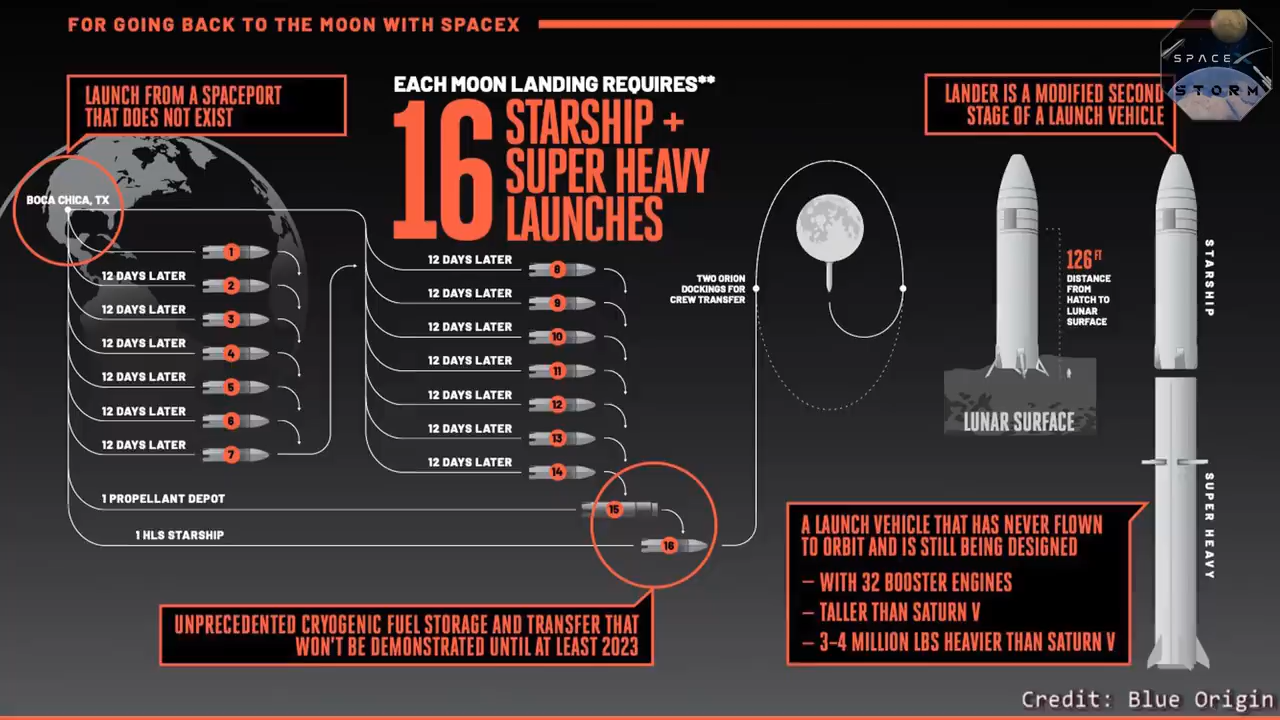 FOR GOING BACK TO THE MOON WITH SPACEX
SPACEX
STORM
LAUNCH FROM A SPACEPORT
THAT DOES NOT EXIST
EACH MOON LANDING REQUIRES**
16
STARSHIP +
SUPER HEAVY
LAUNCHES
LANDER IS A MODIFIED SECOND
STAGE OF A LAUNCH VEHICLE
BOCA CHICA, TX
1
12 DAYS LATER
2
12 DAYS LATER
3
12 DAYS LATER
4
12 DAYS LATER
5
12 DAYS LATER
6
12 DAYS LATER
7
12 DAYS LATER
8
12 DAYS LATER
9
12 DAYS LATER
10
12 DAYS LATER
11
12 DAYS LATER
12
12 DAYS LATER
13
12 DAYS LATER
14
1 PROPELLANT DEPOT
15
1 HLS STARSHIP
16
TWO ORION
DOCKINGS FOR
CREW TRANSFER
126 FT
DISTANCE
FROM
HATCH TO
LUNAR
SURFACE
LUNAR SURFACE
STARSHIP
SUPER HEAVY
UNPRECEDENTED CRYOGENIC FUEL STORAGE AND TRANSFER THAT
WON'T BE DEMONSTRATED UNTIL AT LEAST 2023
A LAUNCH VEHICLE THAT HAS NEVER FLOWN
TO ORBIT AND IS STILL BEING DESIGNED
– WITH 32 BOOSTER ENGINES
– TALLER THAN SATURN V
– 3-4 MILLION LBS HEAVIER THAN SATURN V
Credit: Blue Origin